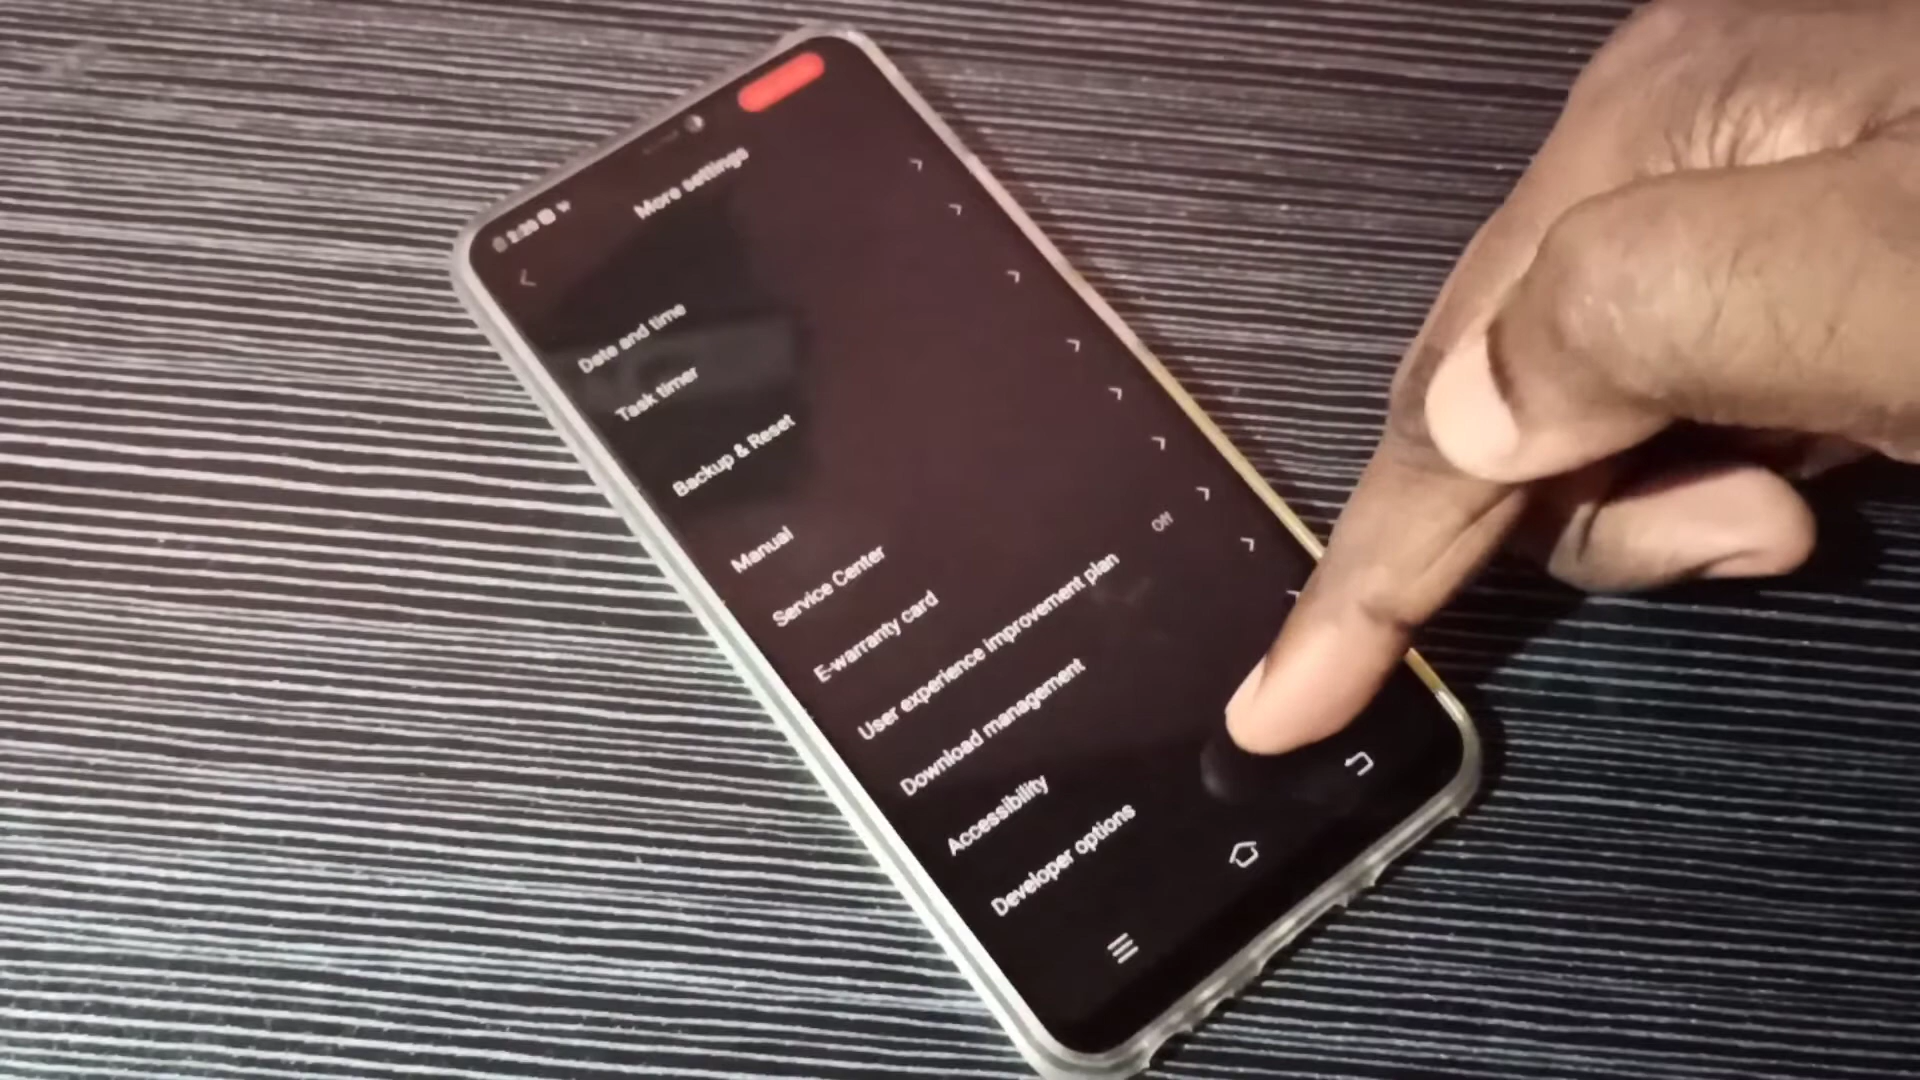 More settings
Date and time
Task timer
Backup & Reset
Manual
Service Center
E-warranty card
User experience improvement plan
Off
Download management
Accessibility
Developer options